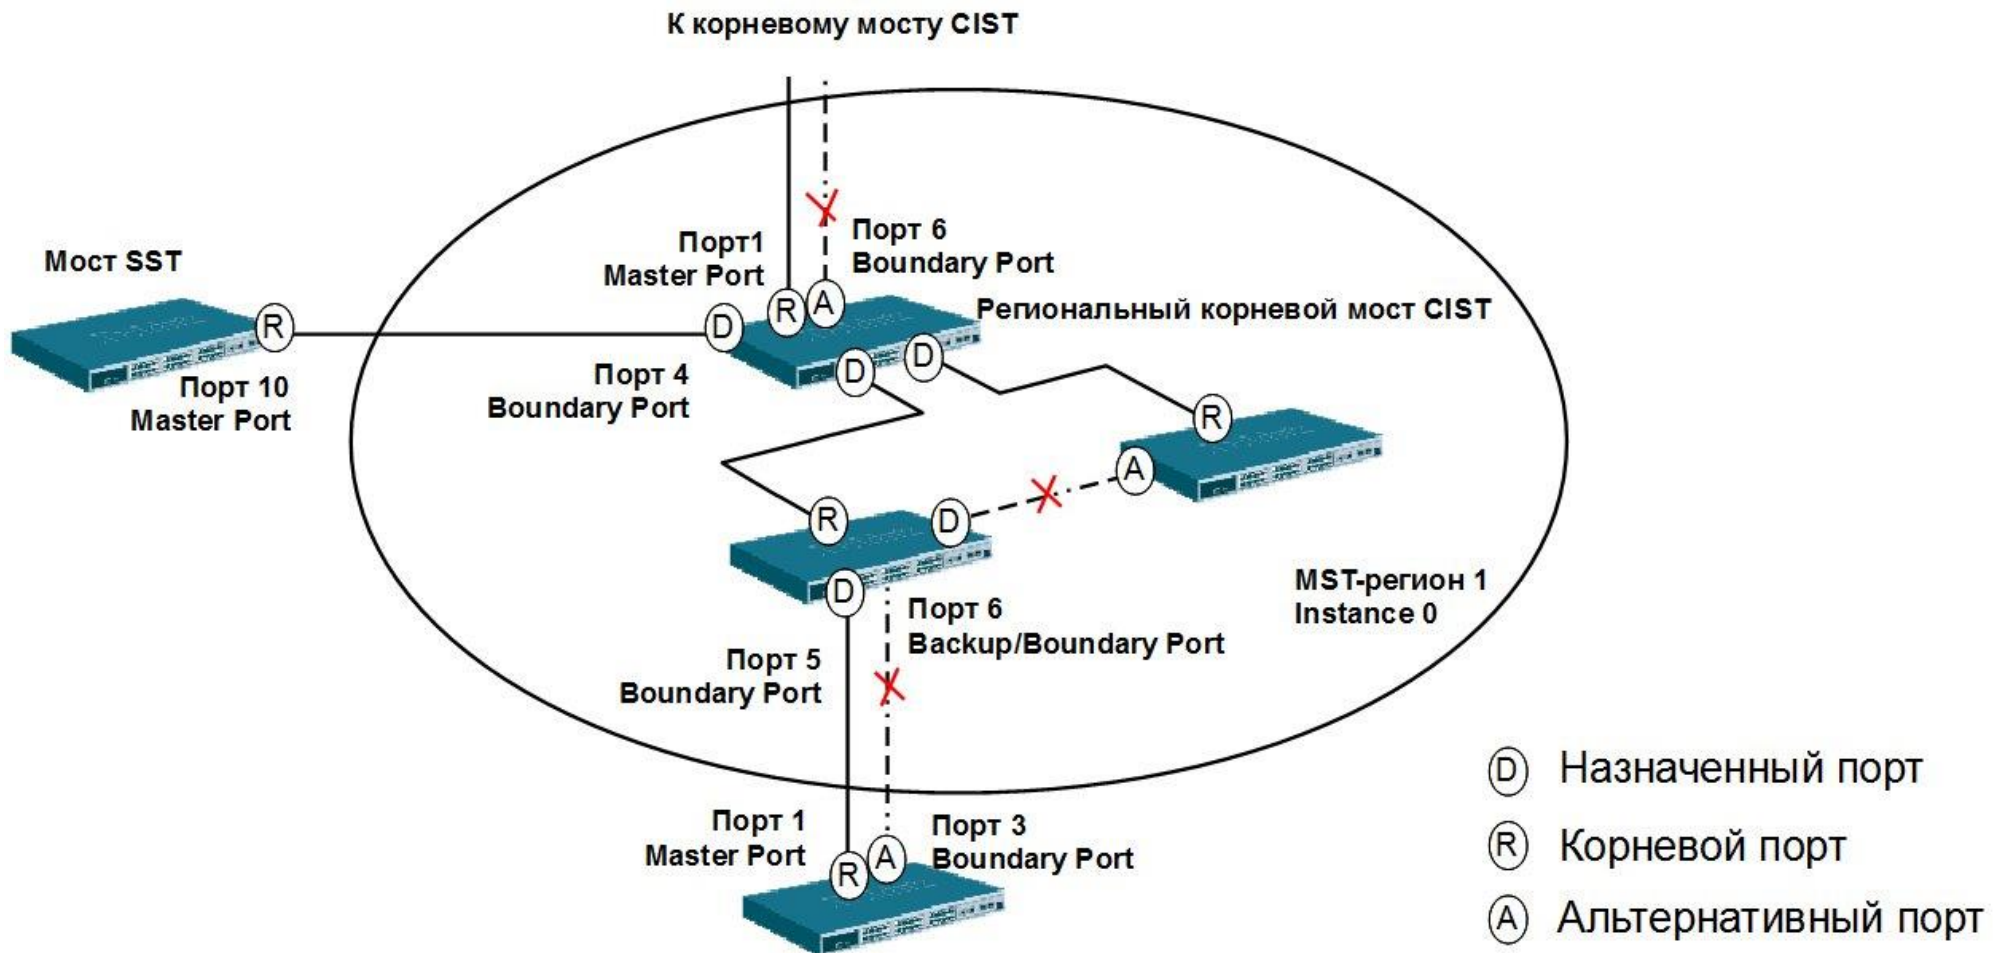 К корневому мосту CIST
Порт 6
Boundary Port
Порт1
Master Port
Мост SST
A
R
Региональный корневой мост CIST
R
D
D
D
Порт 4
Boundary Port
Порт 10
Master Port
R
A
R
D
D
MST-регион 1
Instance 0
Порт 6
Backup/Boundary Port
Порт 5
Boundary Port
Порт 1
Master Port
Порт 3
Boundary Port
R
A
D Назначенный порт
R Корневой порт
A Альтернативный порт